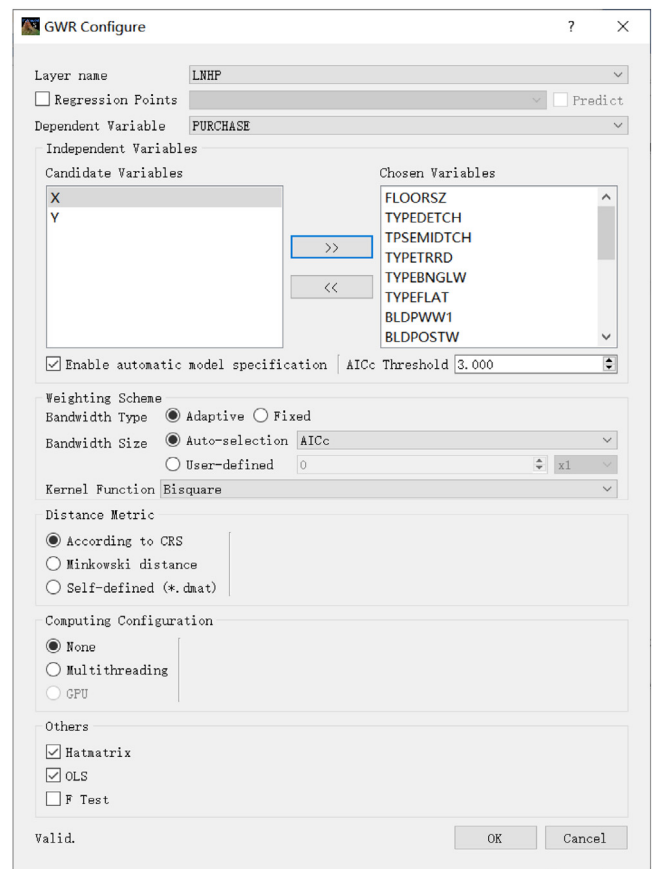 GWR Configure ? ×
Layer name LNHP
Regression Points Predict
Dependent Variable PURCHASE
Independent Variables
Candidate Variables Chosen Variables
X FLOORSZ
Y TYPEDETCH
TPSEMIDTCH
>> TYPETRRD
TYPEBNGLW
<< TYPEFLAT
BLDPWW1
BLDPOSTW
Enable automatic model specification AICc Threshold 3.000
Weighting Scheme
Bandwidth Type Adaptive Fixed
Bandwidth Size Auto-selection AICc
User-defined 0 x1
Kernel Function Bisquare
Distance Metric
According to CRS
Minkowski distance
Self-defined (*.dmat)
Computing Configuration
None
Multithreading
GPU
Others
Hatmatrix
OLS
F Test
Valid. OK Cancel